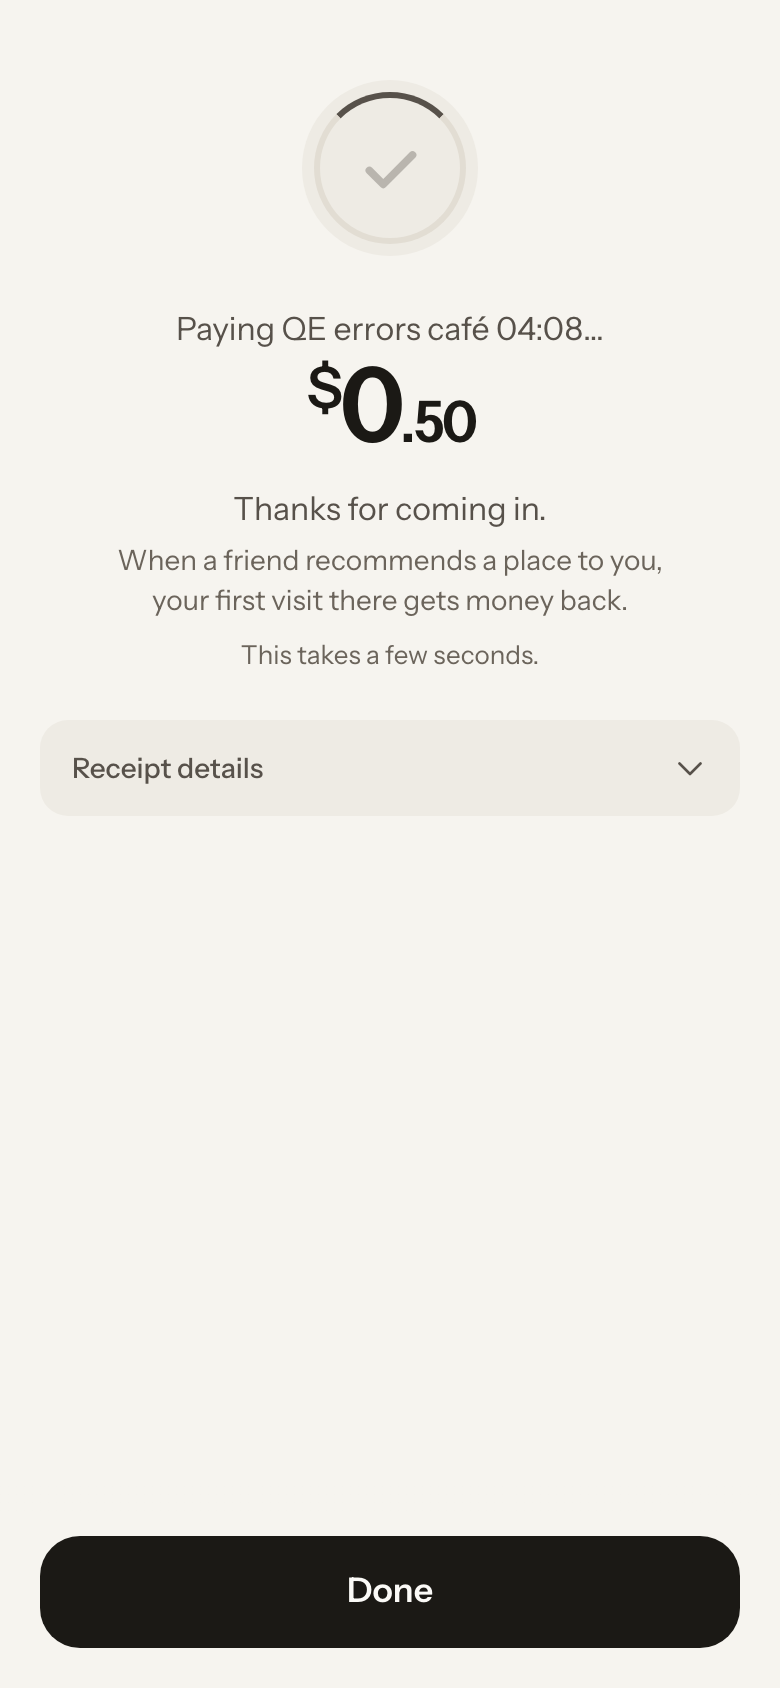 Paying QE errors café 04:08...
$0.50
Thanks for coming in.
When a friend recommends a place to you,
your first visit there gets money back.
This takes a few seconds.
Receipt details
Done